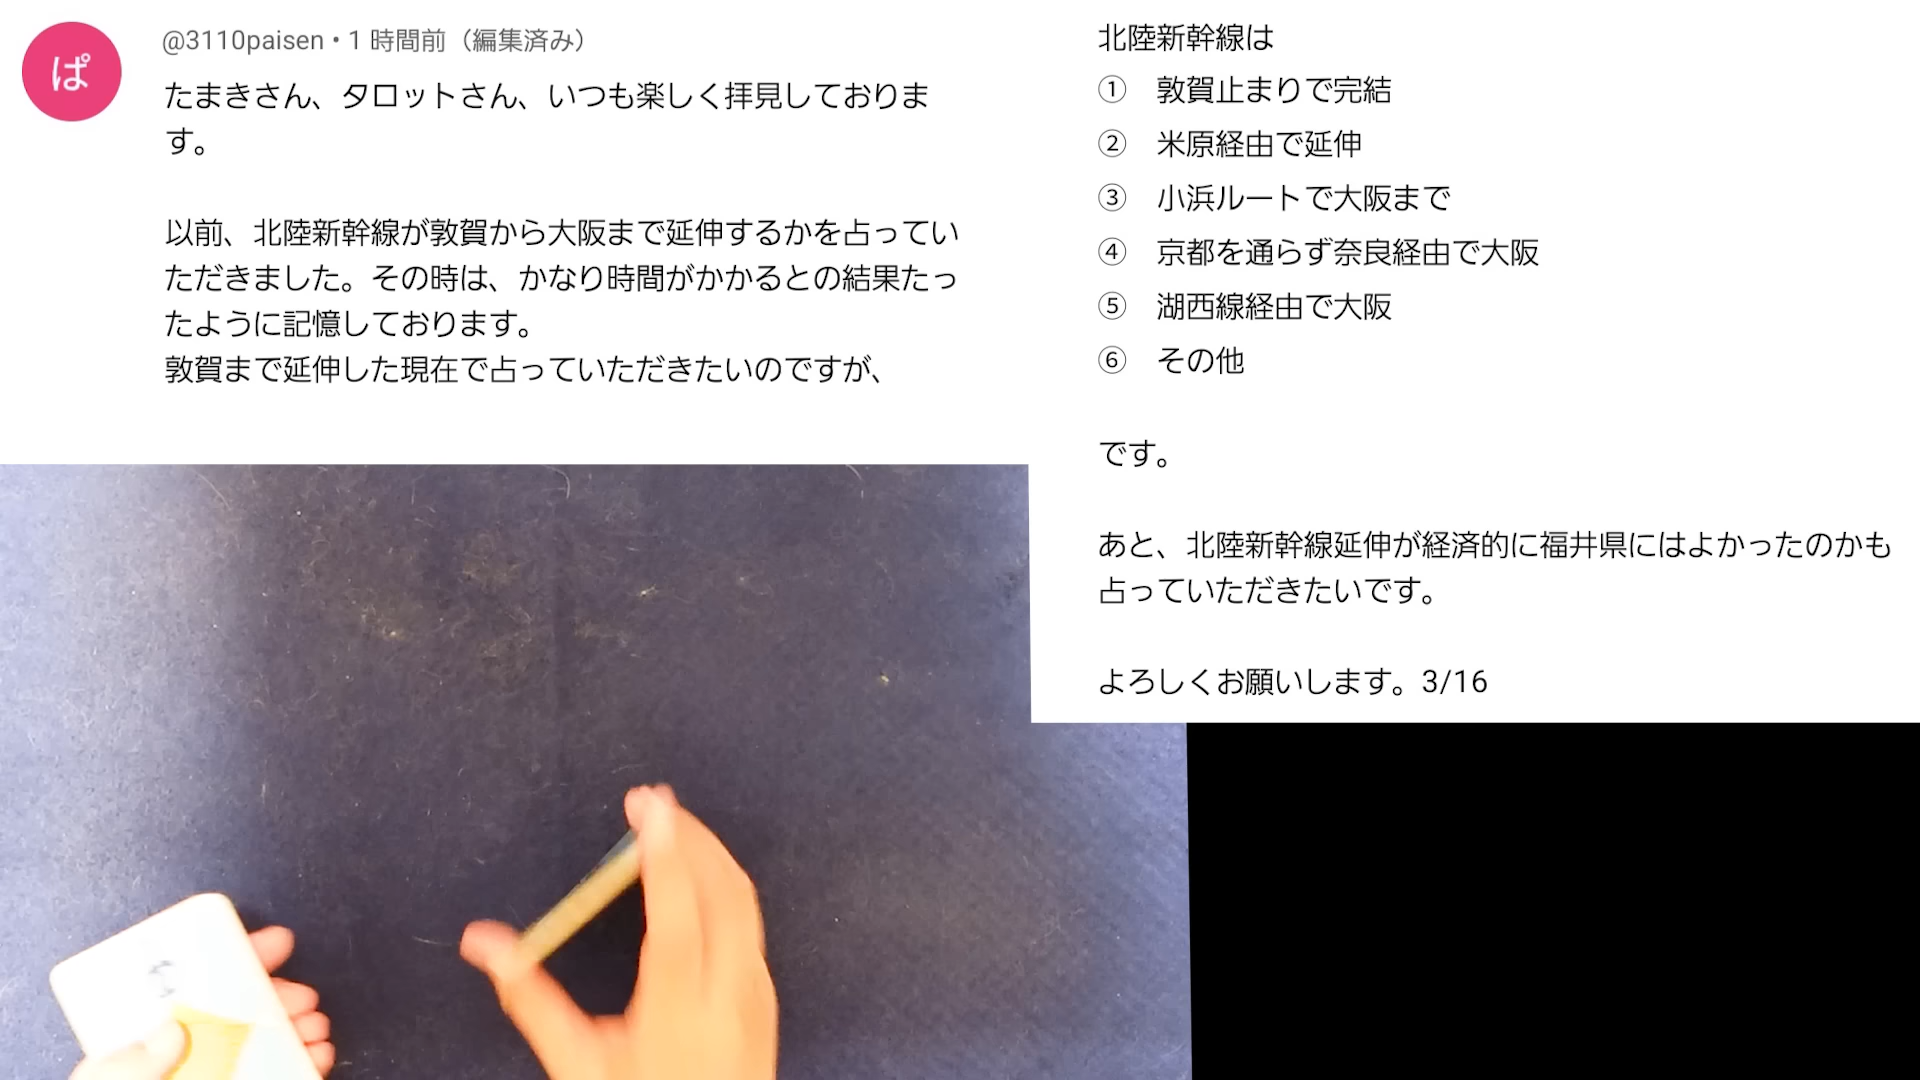 ぱ
@3110paisen • 1 時間前（編集済み）
たまきさん、タロットさん、いつも楽しく拝見しておりま
す。
以前、北陸新幹線が敦賀から大阪まで延伸するかを占ってい
ただきました。その時は、かなり時間がかかるとの結果たっ
たように記憶しております。
敦賀まで延伸した現在で占っていただきたいのですが、
北陸新幹線は
① 敦賀止まりで完結
② 米原経由で延伸
③ 小浜ルートで大阪まで
④ 京都を通らず奈良経由で大阪
⑤ 湖西線経由で大阪
⑥ その他
です。
あと、北陸新幹線延伸が経済的に福井県にはよかったのかも
占っていただきたいです。
よろしくお願いします。3/16